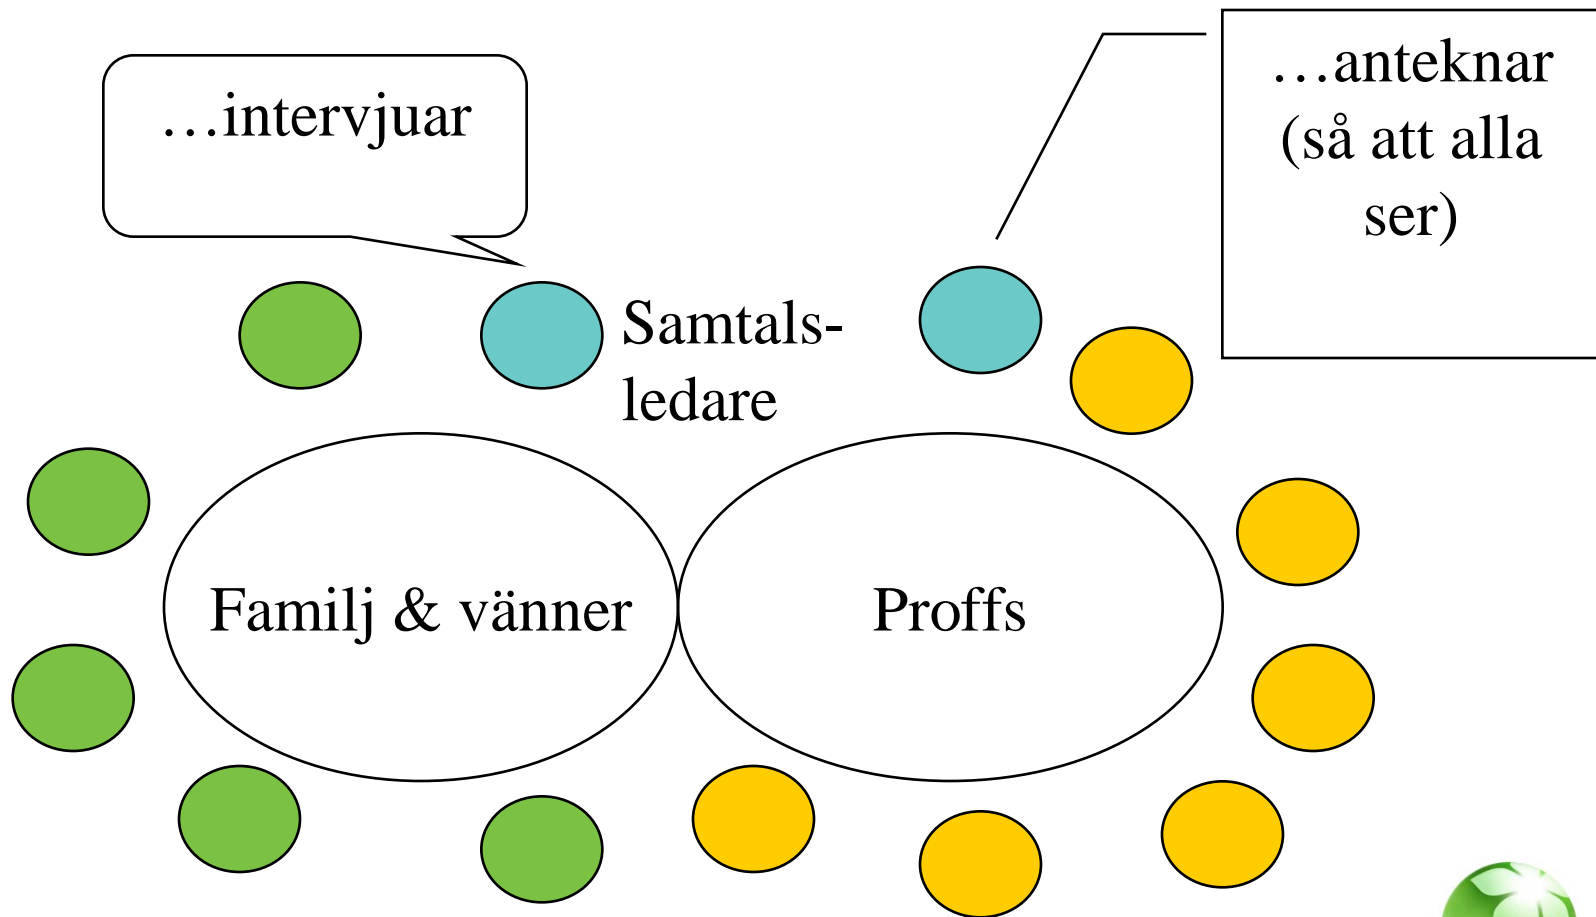 …intervjuar
…anteknar
(så att alla
ser)
Samtals-
ledare
Familj & vänner
Proffs